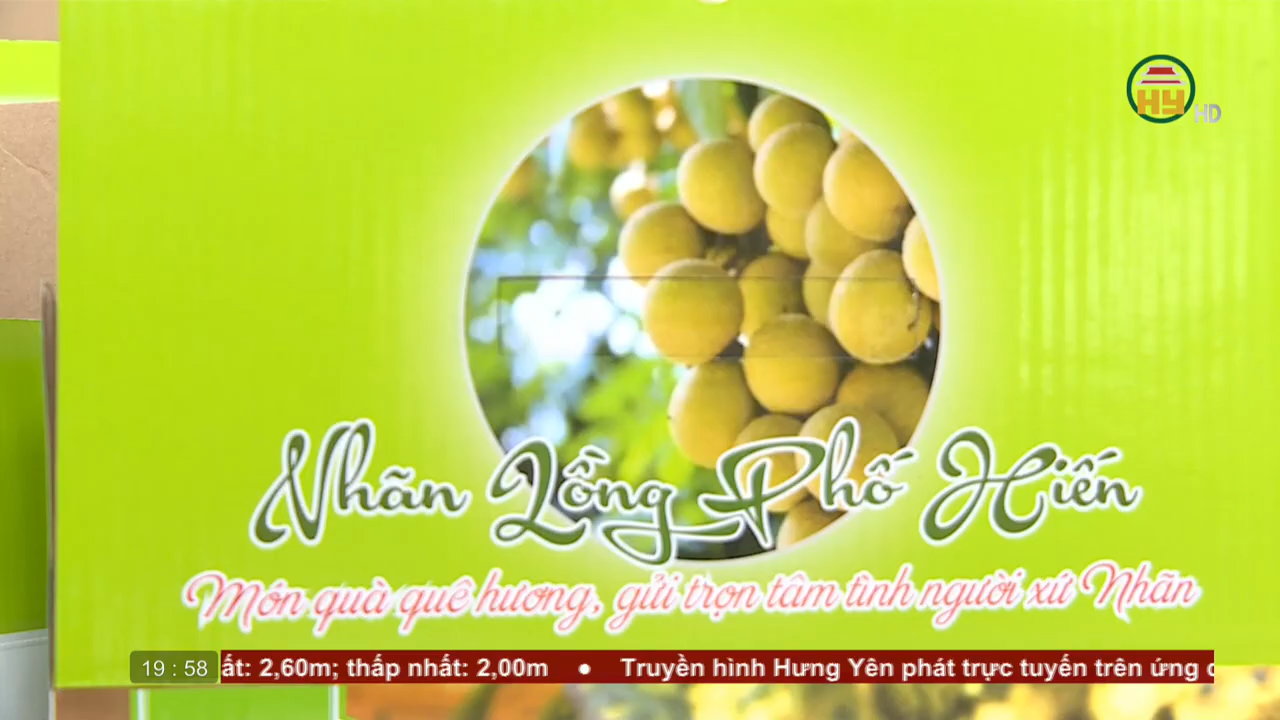 HY HD
Nhãn Lồng Phố Hiến
Món quà quê hương, gửi trọn tâm tình người xứ Nhãn
19 : 58
ất: 2,60m; thấp nhất: 2,00m ● Truyền hình Hưng Yên phát trực tuyến trên ứng